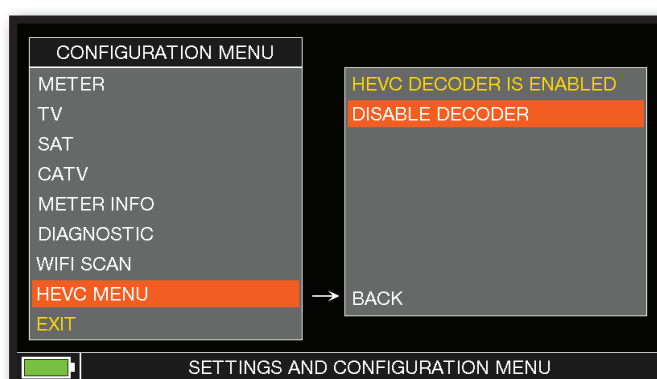 CONFIGURATION MENU
METER
TV
SAT
CATV
METER INFO
DIAGNOSTIC
WIFI SCAN
HEVC MENU
EXIT
HEVC DECODER IS ENABLED
DISABLE DECODER
BACK
SETTINGS AND CONFIGURATION MENU